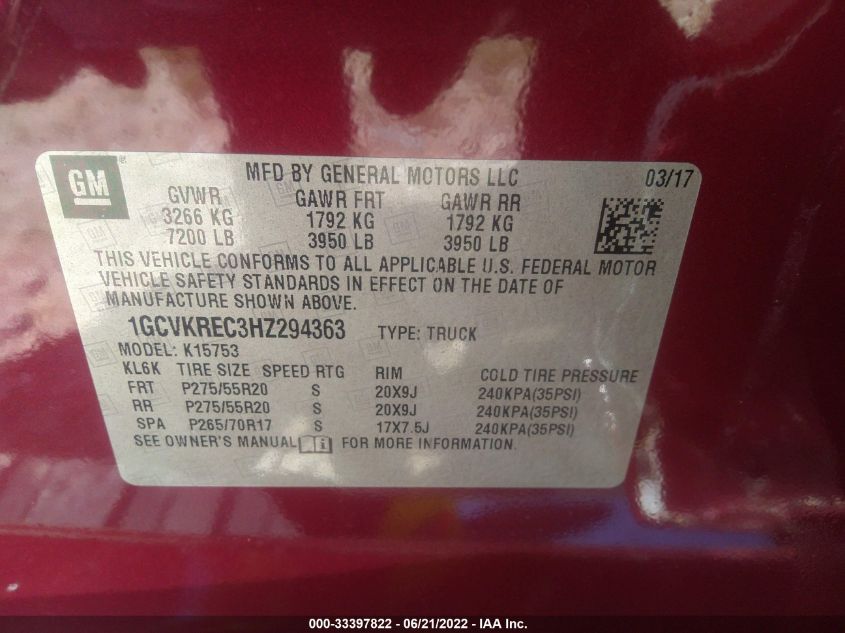 GM
MFD BY GENERAL MOTORS LLC 03/17
GVWR GAWR FRT GAWR RR
3266 KG 1792 KG 1792 KG
7200 LB 3950 LB 3950 LB
THIS VEHICLE CONFORMS TO ALL APPLICABLE U.S. FEDERAL MOTOR
VEHICLE SAFETY STANDARDS IN EFFECT ON THE DATE OF
MANUFACTURE SHOWN ABOVE.
1GCVKREC3HZ294363 TYPE: TRUCK
MODEL: K15753
KL6K TIRE SIZE SPEED RTG RIM COLD TIRE PRESSURE
FRT P275/55R20 S 20X9J 240KPA(35PSI)
RR P275/55R20 S 20X9J 240KPA(35PSI)
SPA P265/70R17 S 17X7.5J 240KPA(35PSI)
SEE OWNER'S MANUAL i FOR MORE INFORMATION.
000-33397822 - 06/21/2022 - IAA Inc.